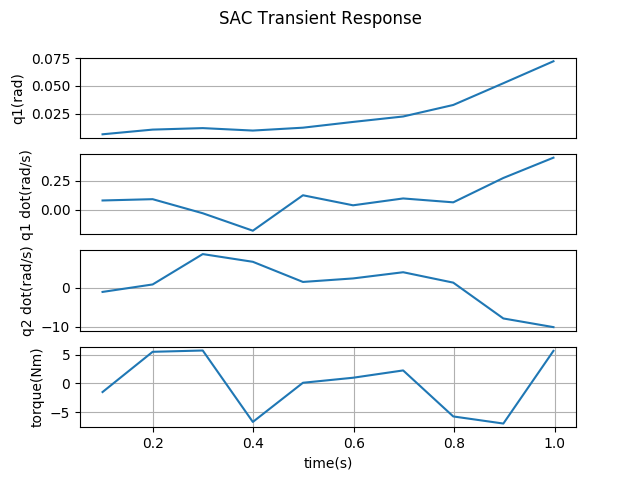 SAC Transient Response
q1(rad)
0.075
0.050
0.025
q1 dot(rad/s)
0.25
0.00
q2 dot(rad/s)
0
−10
torque(Nm)
5
0
−5
0.2 0.4 0.6 0.8 1.0
time(s)